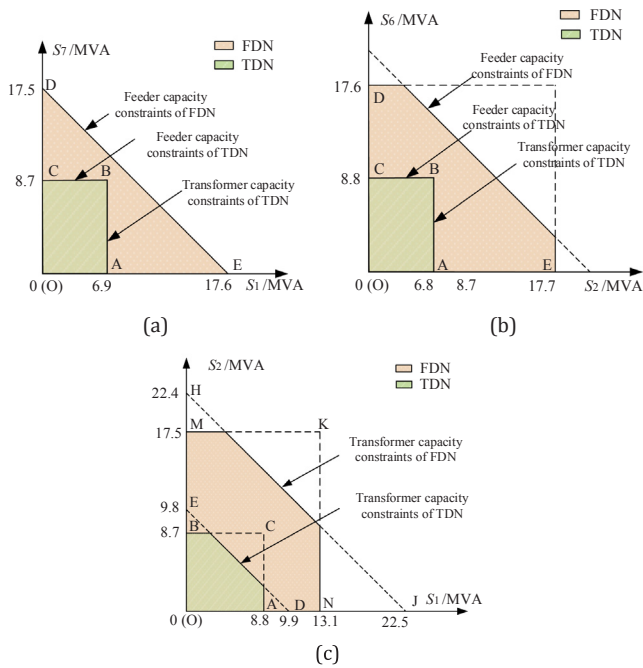 S7 /MVA
FDN
TDN
17.5
D
Feeder capacity
constraints of FDN
Feeder capacity
constraints of TDN
C
B
8.7
Transformer capacity
constraints of TDN
A
E
0 (O)
6.9
17.6
S1/MVA
(a)
S6 /MVA
FDN
TDN
17.6
D
Feeder capacity
constraints of FDN
Feeder capacity
constraints of TDN
Transformer capacity
constraints of TDN
C
B
8.8
A
E
0 (O)
6.8
8.7
17.7
S2 /MVA
(b)
S2 /MVA
FDN
TDN
H
22.4
M
K
17.5
Transformer capacity
constraints of FDN
E
9.8
Transformer capacity
constraints of TDN
B
C
8.7
A
D
N
J
S1 /MVA
0 (O)
8.8
9.9
13.1
22.5
(c)